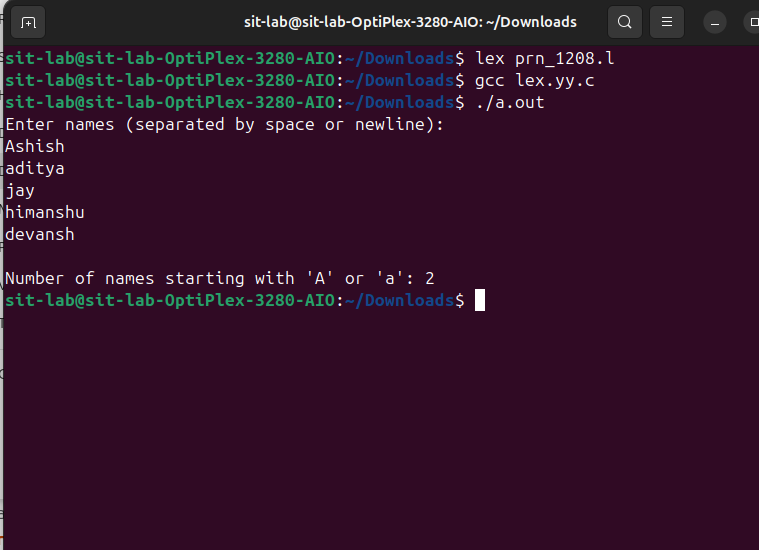 sit-lab@sit-lab-OptiPlex-3280-AIO: ~/Downloads
sit-lab@sit-lab-OptiPlex-3280-AIO:~/Downloads$ lex prn_1208.l
sit-lab@sit-lab-OptiPlex-3280-AIO:~/Downloads$ gcc lex.yy.c
sit-lab@sit-lab-OptiPlex-3280-AIO:~/Downloads$ ./a.out
Enter names (separated by space or newline):
Ashish
aditya
jay
himanshu
devansh
Number of names starting with 'A' or 'a': 2
sit-lab@sit-lab-OptiPlex-3280-AIO:~/Downloads$